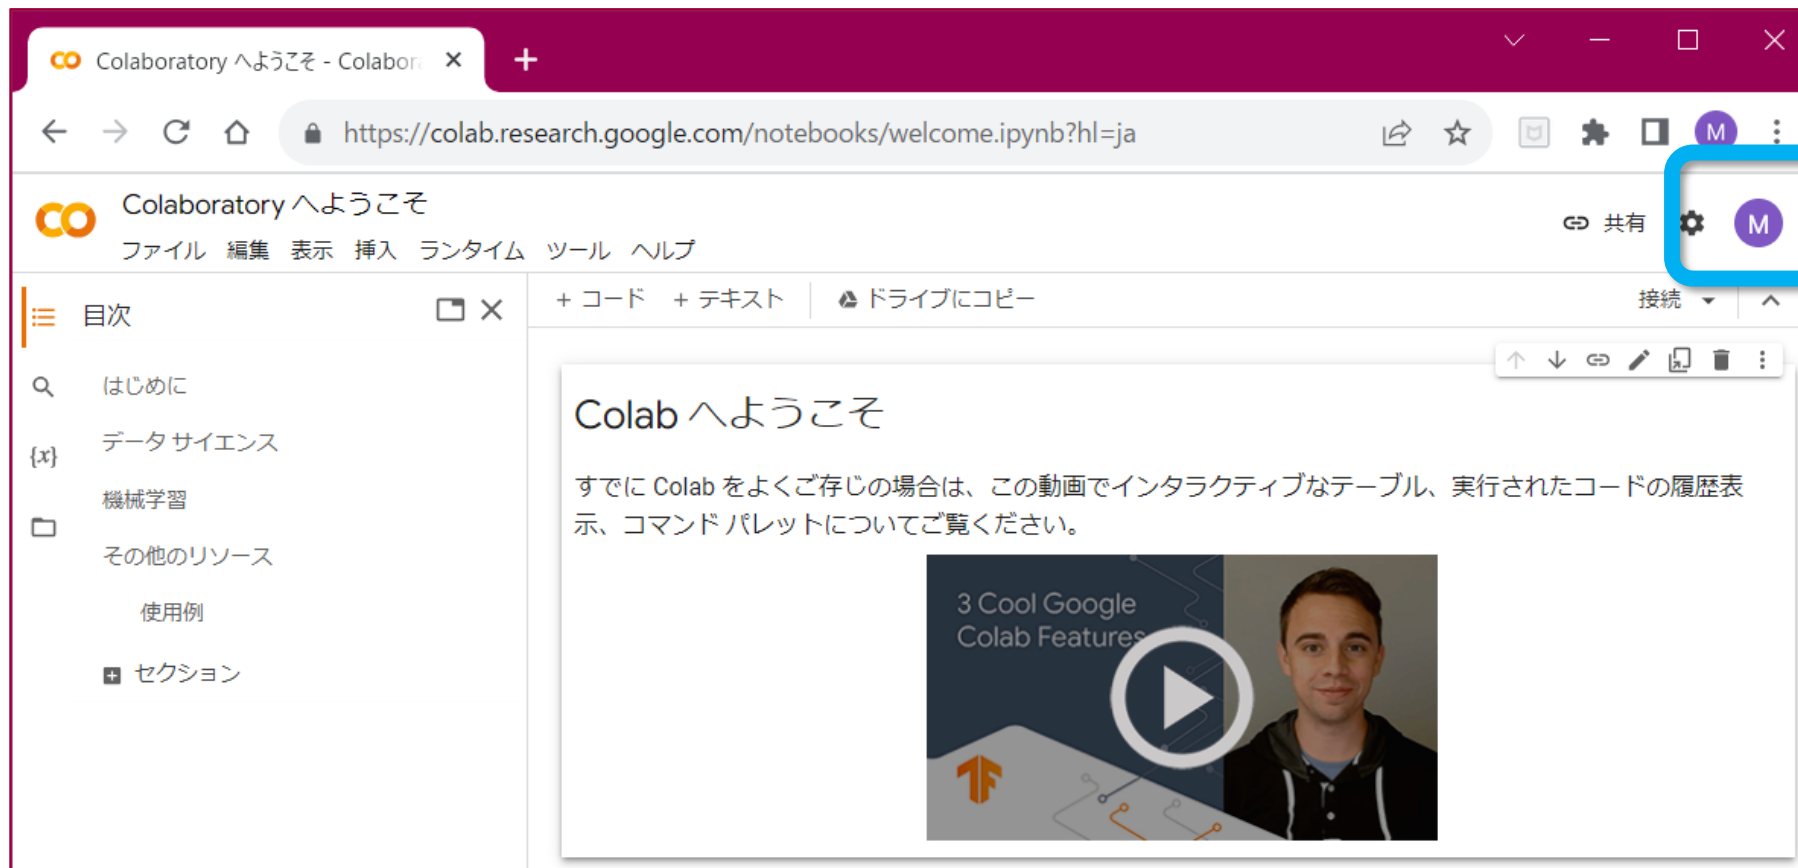 Colaboratory へようこそ - Colabor
https://colab.research.google.com/notebooks/welcome.ipynb?hl=ja
M
Colaboratory へようこそ
ファイル 編集 表示 挿入 ランタイム ツール ヘルプ
共有
M
目次
+ コード + テキスト ドライブにコピー
接続
はじめに
データ サイエンス
{x}
機械学習
その他のリソース
使用例
セクション
Colab へようこそ
すでに Colab をよくご存じの場合は、この動画でインタラクティブなテーブル、実行されたコードの履歴表
示、コマンド パレットについてご覧ください。
3 Cool Google
Colab Features